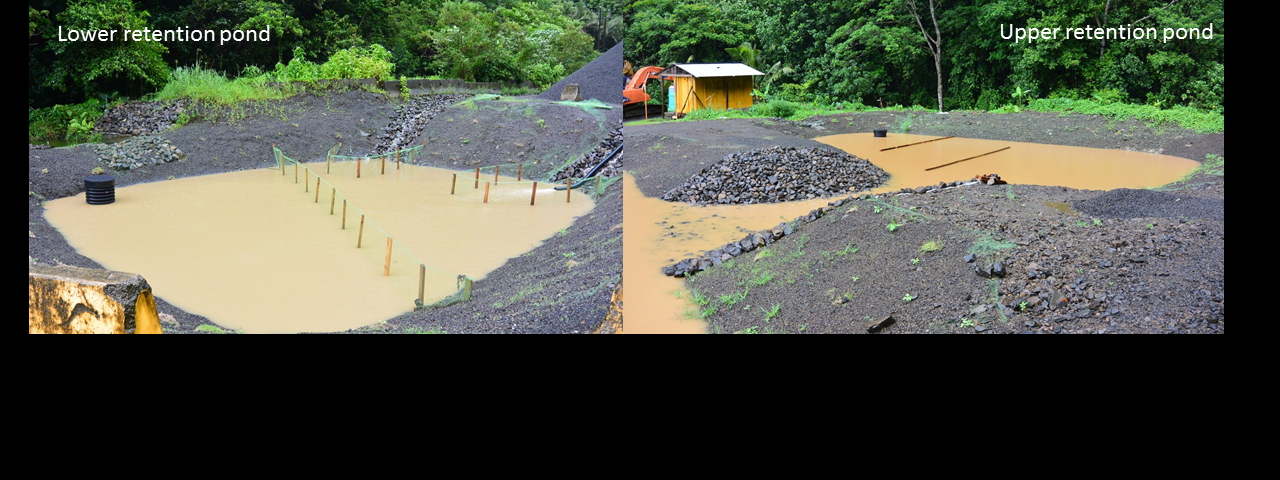 Lower retention pond
Upper retention pond